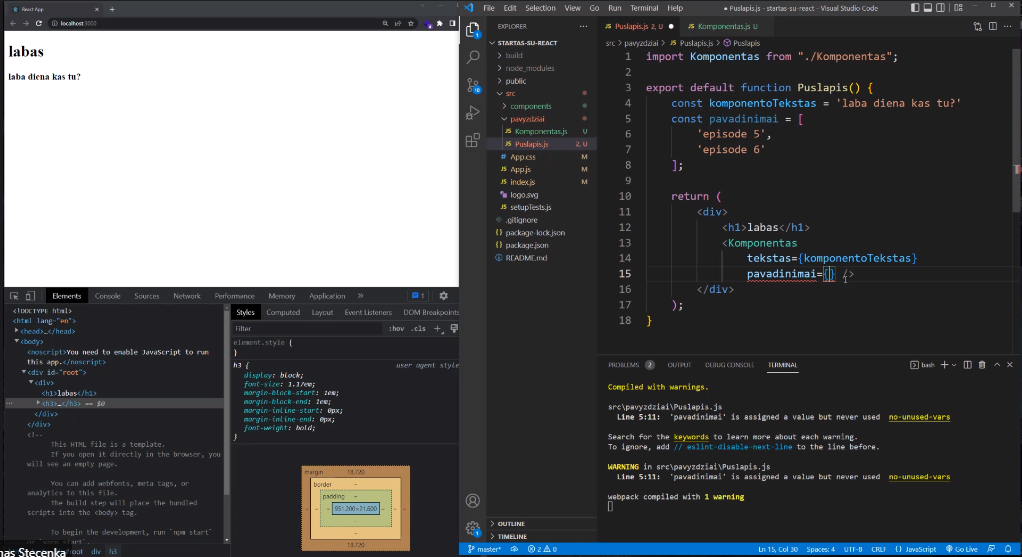 React App
localhost:3000
labas
laba diena kas tu?
Elements Console Sources Network Performance Memory Application
1
<!DOCTYPE html>
<html lang="en">
<head>…</head>
<body>
<noscript>You need to enable JavaScript to run
this app.</noscript>
<div id="root">
<div>
<h1>labas</h1>
<h3>…</h3> == $0
</div>
</div>
<!--
This HTML file is a template.
If you open it directly in the browser, you
will see an empty page.
You can add webfonts, meta tags, or
analytics to this file.
The build step will place the bundled
scripts into the <body> tag.
To begin the development, run `npm start`
div h3
Styles Computed Layout Event Listeners DOM Breakpoints
Filter
:hov .cls
element.style {
}
h3 {
user agent style
display: block;
font-size: 1.17em;
margin-block-start: 1em;
margin-block-end: 1em;
margin-inline-start: 0px;
margin-inline-end: 0px;
font-weight: bold;
}
margin 18.720
border –
padding –
951.200×21.600
18.720
File Edit Selection View Go Run Terminal Help
● Puslapis.js - startas-su-react - Visual Studio Code
EXPLORER
STARTAS-SU-REACT
build
node_modules
public
src
components
pavyzdziai
Komponentas.js U
Puslapis.js 2, U
App.css M
App.js M
index.js M
logo.svg
setupTests.js
.gitignore
package-lock.json
package.json
README.md
OUTLINE
TIMELINE
Puslapis.js 2, U
Komponentas.js U
src > pavyzdziai > Puslapis.js > Puslapis
1 import Komponentas from "./Komponentas";
2
3 export default function Puslapis() {
4 const komponentoTekstas = 'laba diena kas tu?'
5 const pavadinimai = [
6 'episode 5',
7 'episode 6'
8 ];
9
10 return (
11 <div>
12 <h1>labas</h1>
13 <Komponentas
14 tekstas={komponentoTekstas}
15 pavadinimai={} />
16 </div>
17 );
18 }
PROBLEMS 2 OUTPUT DEBUG CONSOLE TERMINAL
bash
Compiled with warnings.
src\pavyzdziai\Puslapis.js
Line 5:11: 'pavadinimai' is assigned a value but never used no-unused-vars
Search for the keywords to learn more about each warning.
To ignore, add // eslint-disable-next-line to the line before.
WARNING in src\pavyzdziai\Puslapis.js
Line 5:11: 'pavadinimai' is assigned a value but never used no-unused-vars
webpack compiled with 1 warning
master* 2 0
Ln 15, Col 30 Spaces: 4 UTF-8 CRLF JavaScript Go Live
nas Stecenka